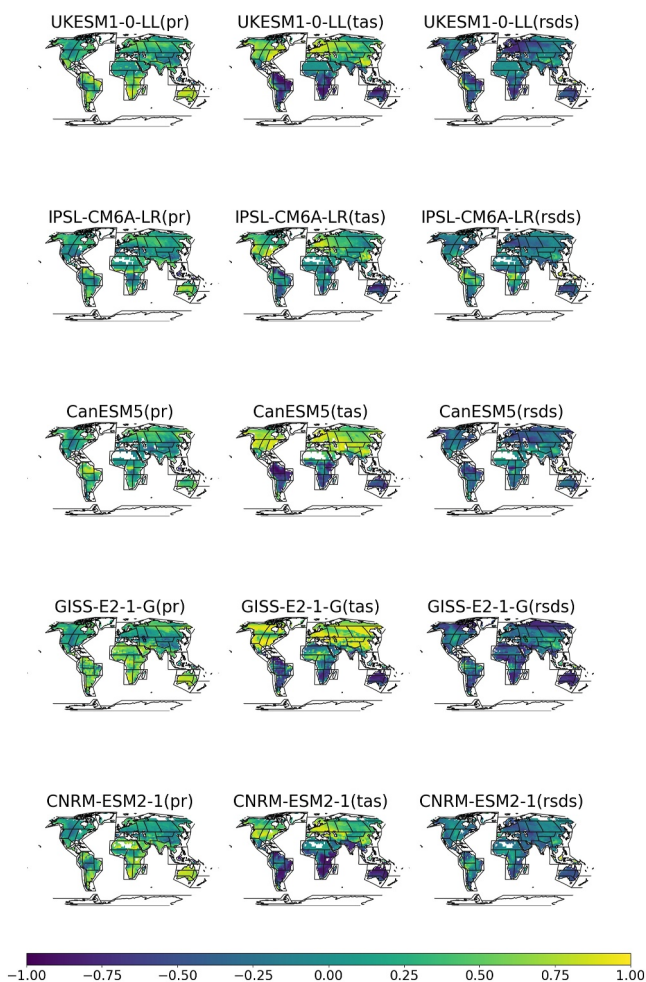 UKESM1-0-LL(pr) UKESM1-0-LL(tas) UKESM1-0-LL(rsds)
IPSL-CM6A-LR(pr) IPSL-CM6A-LR(tas) IPSL-CM6A-LR(rsds)
CanESM5(pr) CanESM5(tas) CanESM5(rsds)
GISS-E2-1-G(pr) GISS-E2-1-G(tas) GISS-E2-1-G(rsds)
CNRM-ESM2-1(pr) CNRM-ESM2-1(tas) CNRM-ESM2-1(rsds)
−1.00 −0.75 −0.50 −0.25 0.00 0.25 0.50 0.75 1.00